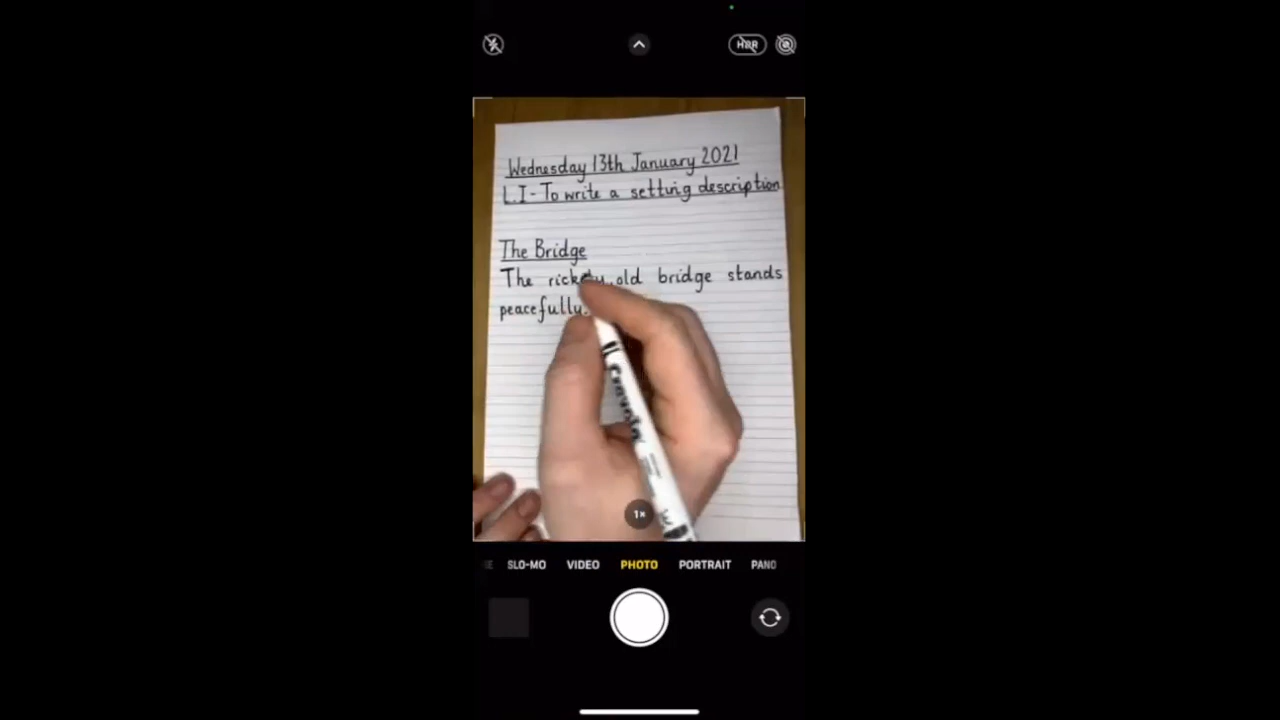 HDR
Wednesday 13th January 2021
L.I - To write a setting description
The Bridge
The rickety, old bridge stands
peacefully.
1×
SLO-MO VIDEO PHOTO PORTRAIT PANO